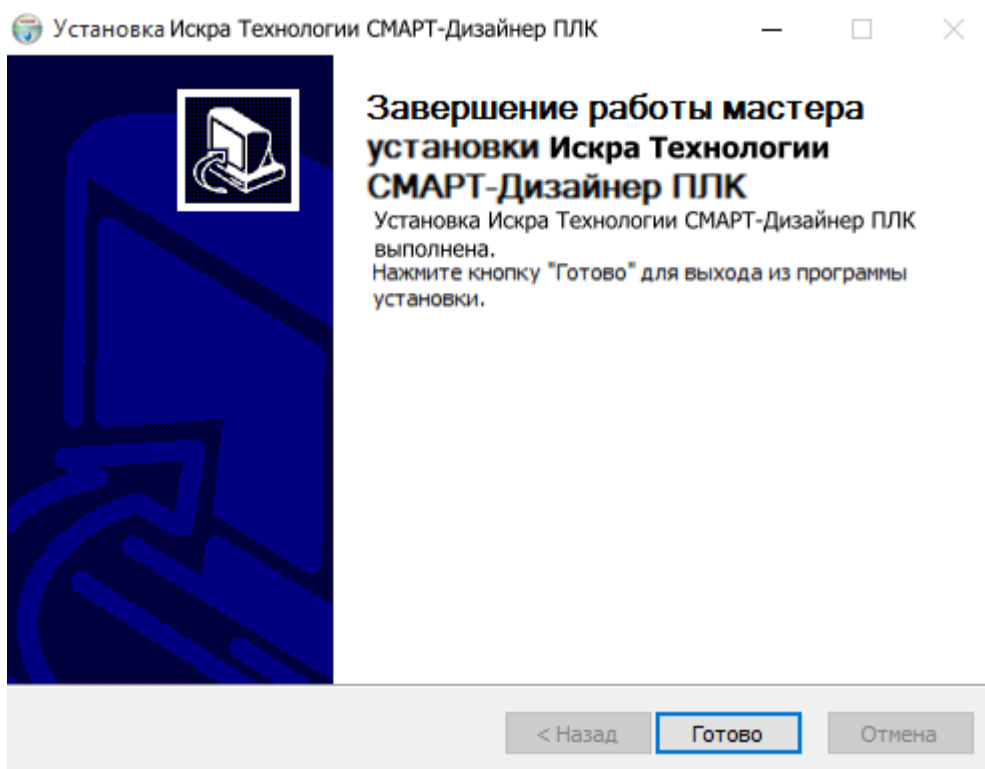 Установка Искра Технологии СМАРТ-Дизайнер ПЛК
Завершение работы мастера
установки Искра Технологии
СМАРТ-Дизайнер ПЛК
Установка Искра Технологии СМАРТ-Дизайнер ПЛК
выполнена.
Нажмите кнопку "Готово" для выхода из программы
установки.
< Назад Готово Отмена